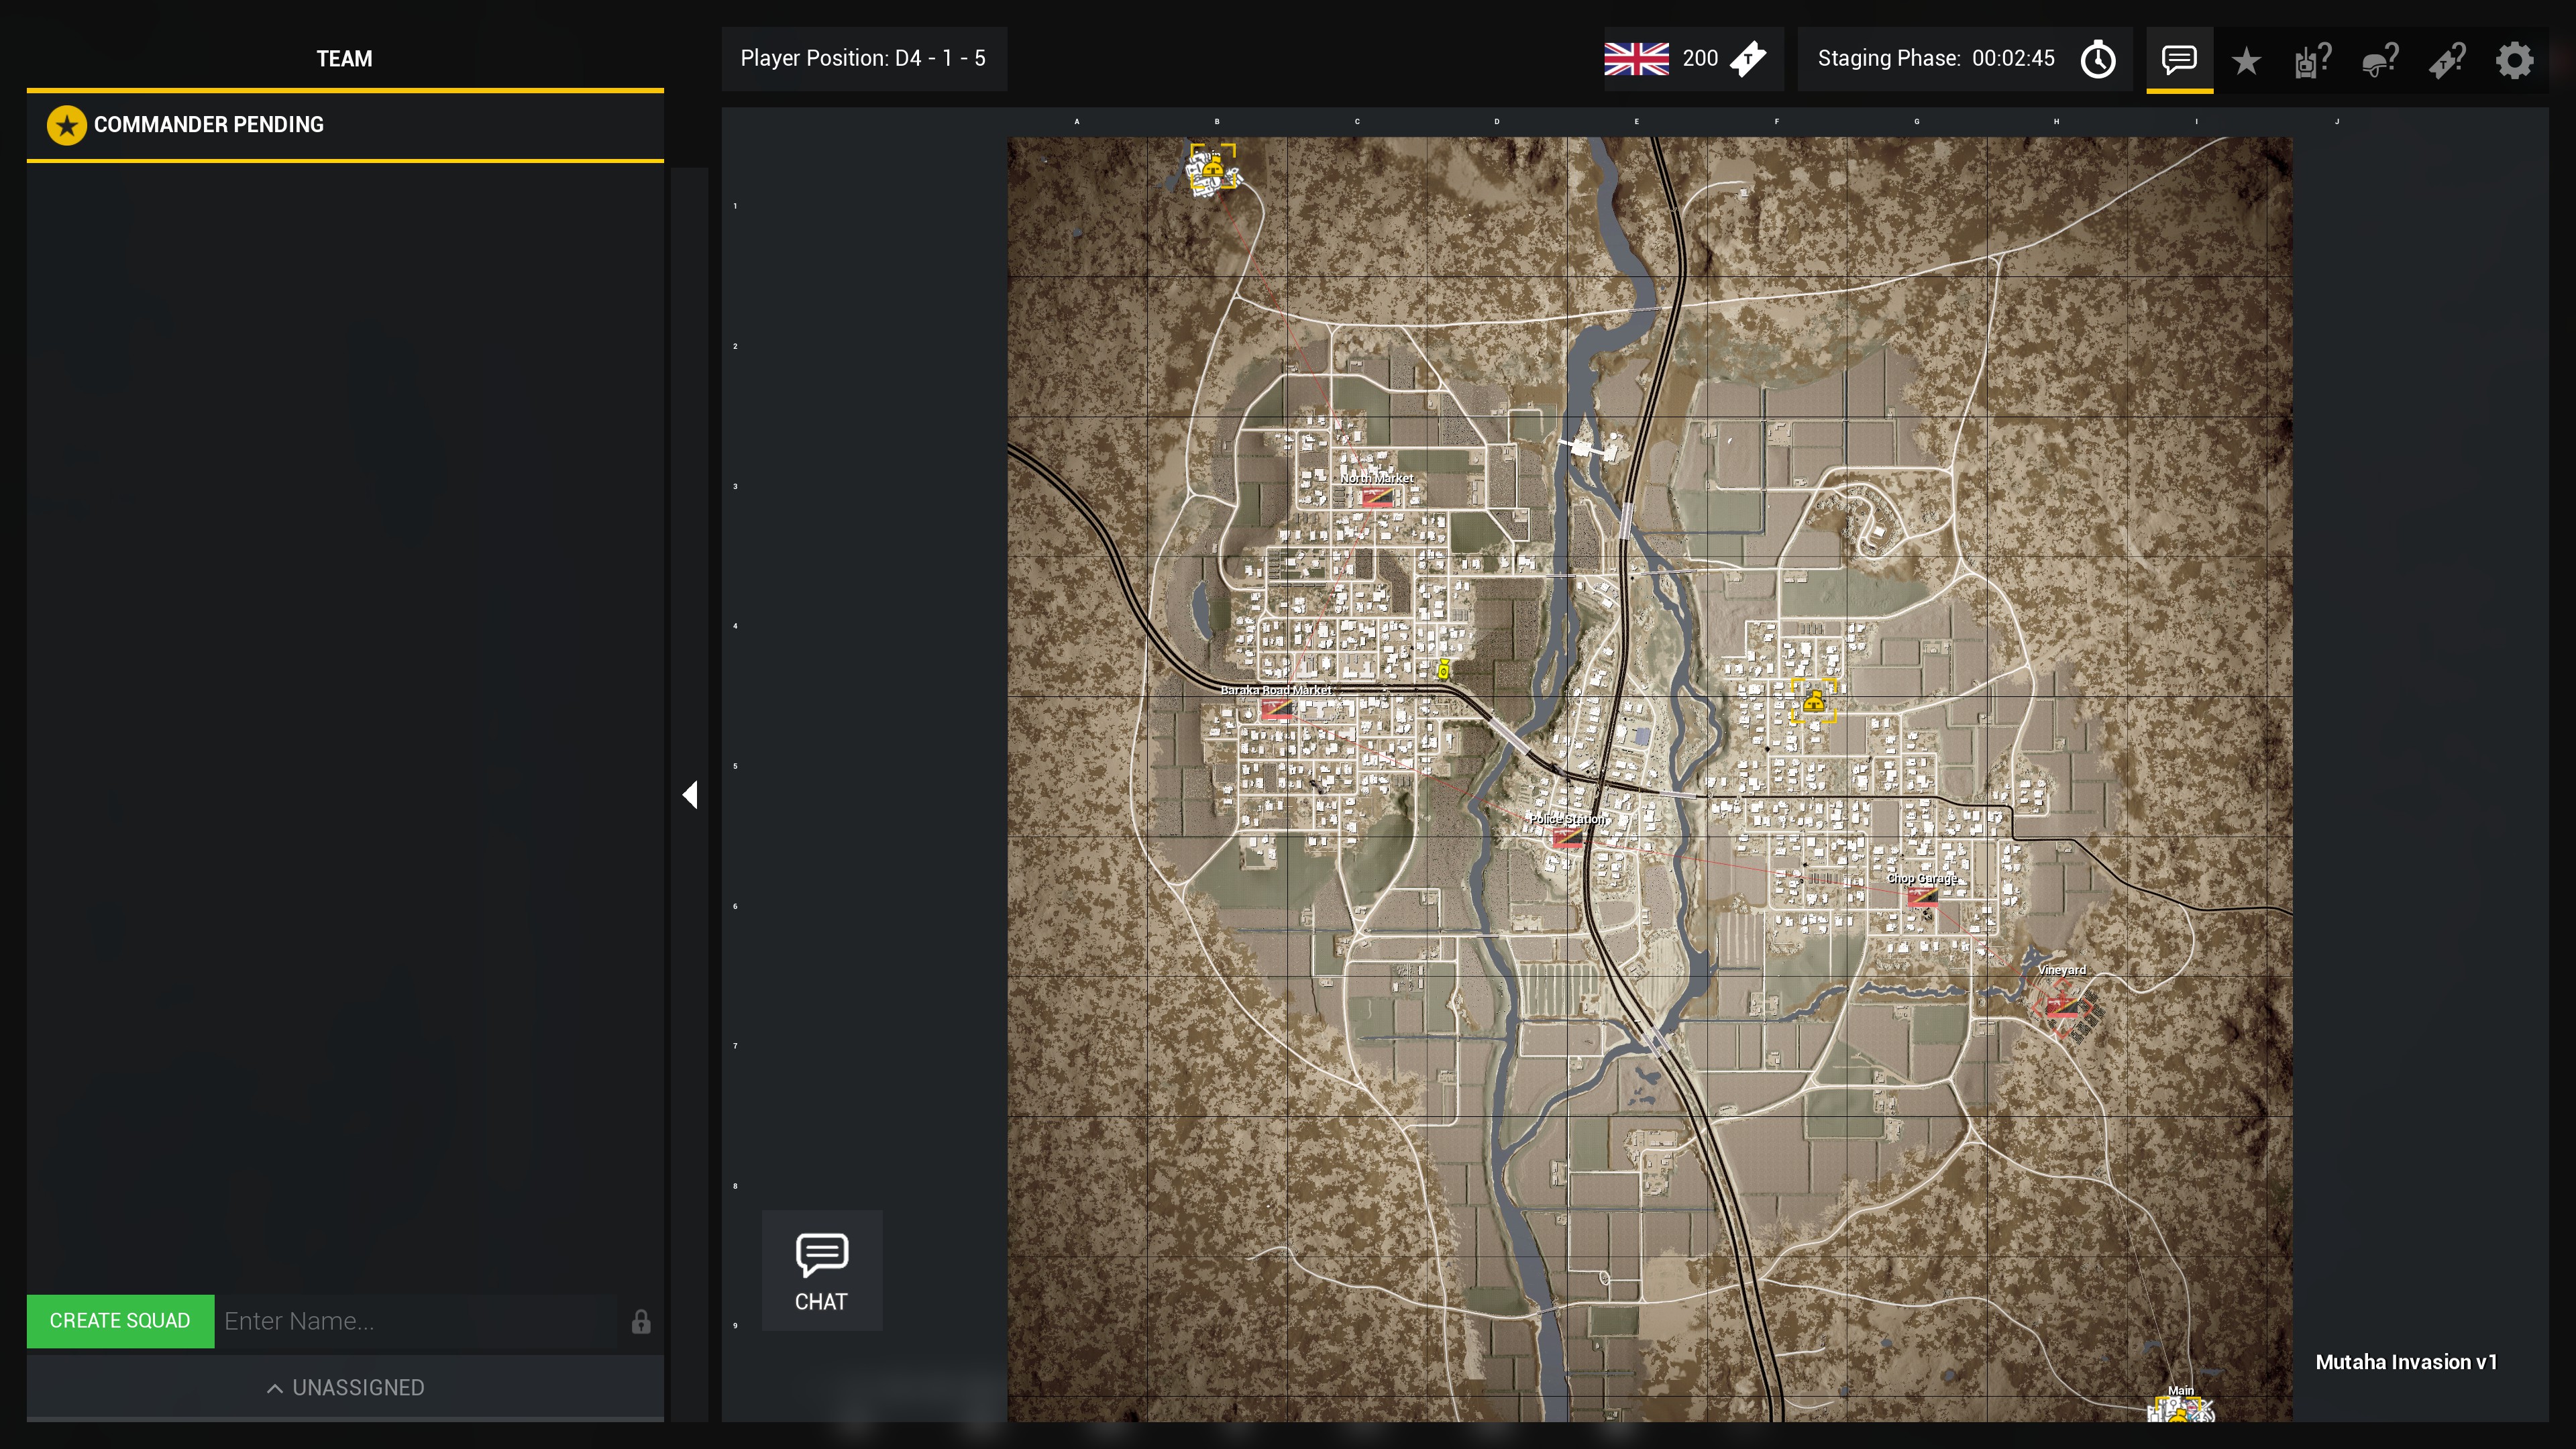 TEAM
Player Position: D4 - 1 - 5
200
Staging Phase: 00:02:45
COMMANDER PENDING
A B C D E F G H I J
1
2
3
North Market
4
Baraka Road Market
5
Police Station
Chop Garage
6
Vineyard
7
8
CHAT
CREATE SQUAD Enter Name...
9
Mutaha Invasion v1
UNASSIGNED
Main